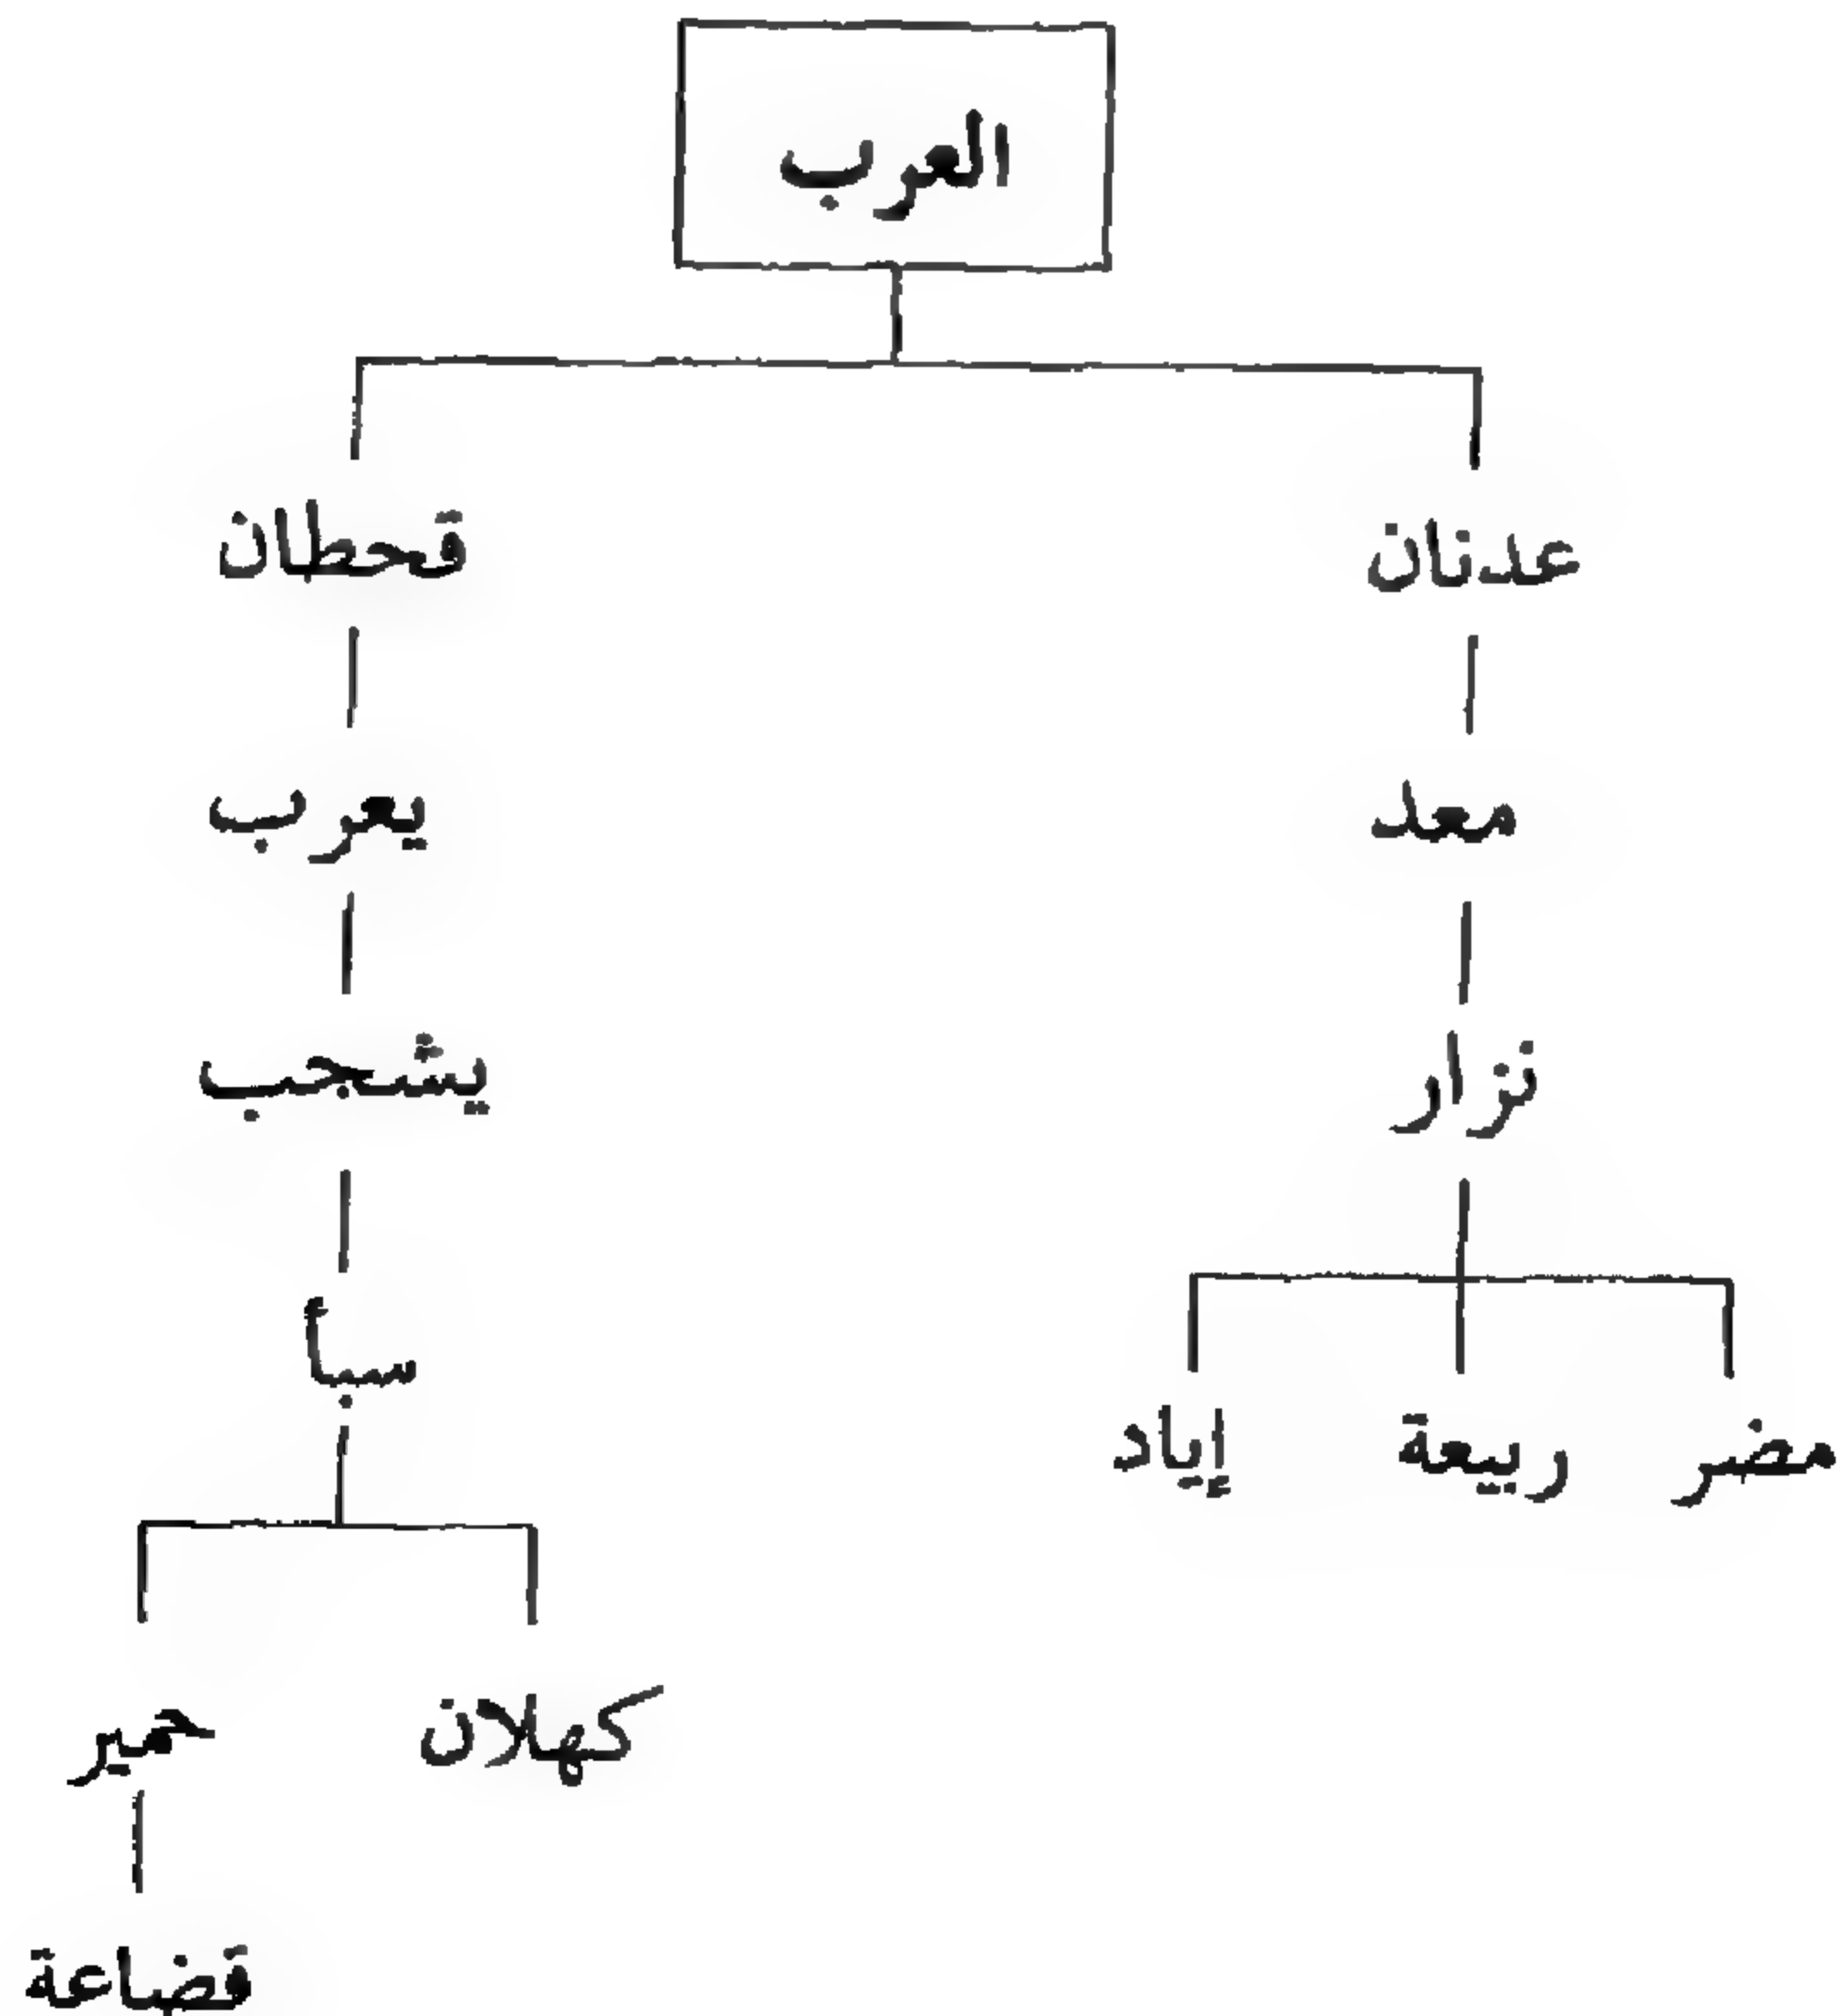 العرب
عدنان
قحطان
معد
يعرب
نزار
يشجب
سبأ
مضر
ربيعة
إياد
كهلان
حمير
قضاعة